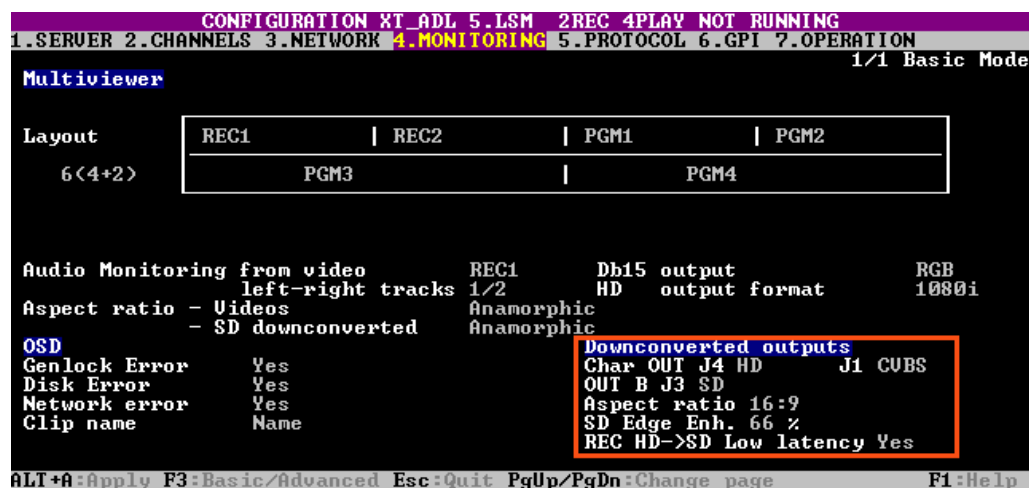 CONFIGURATION XT_ADL 5.LSM 2REC 4PLAY NOT RUNNING
1.SERVER 2.CHANNELS 3.NETWORK 4.MONITORING 5.PROTOCOL 6.GPI 7.OPERATION
1/1 Basic Mode
Multiviewer
Layout REC1 | REC2 | PGM1 | PGM2
6(4+2) PGM3 | PGM4
Audio Monitoring from video REC1 Db15 output RGB
left-right tracks 1/2 HD output format 1080i
Aspect ratio - Videos Anamorphic
- SD downconverted Anamorphic
OSD Downconverted outputs
Genlock Error Yes Char OUT J4 HD J1 CVBS
Disk Error Yes OUT B J3 SD
Network error Yes Aspect ratio 16:9
Clip name Name SD Edge Enh. 66 %
REC HD->SD Low latency Yes
ALT+A:Apply F3:Basic/Advanced Esc:Quit PgUp/PgDn:Change page F1:Help